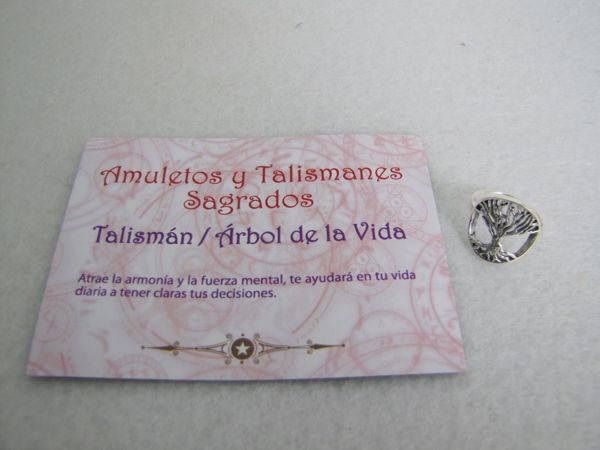 Amuletos y Talismanes
Sagrados
Talismán / Árbol de la Vida
Atrae la armonía y la fuerza mental, te ayudará en tu vida
diaria a tener claras tus decisiones.